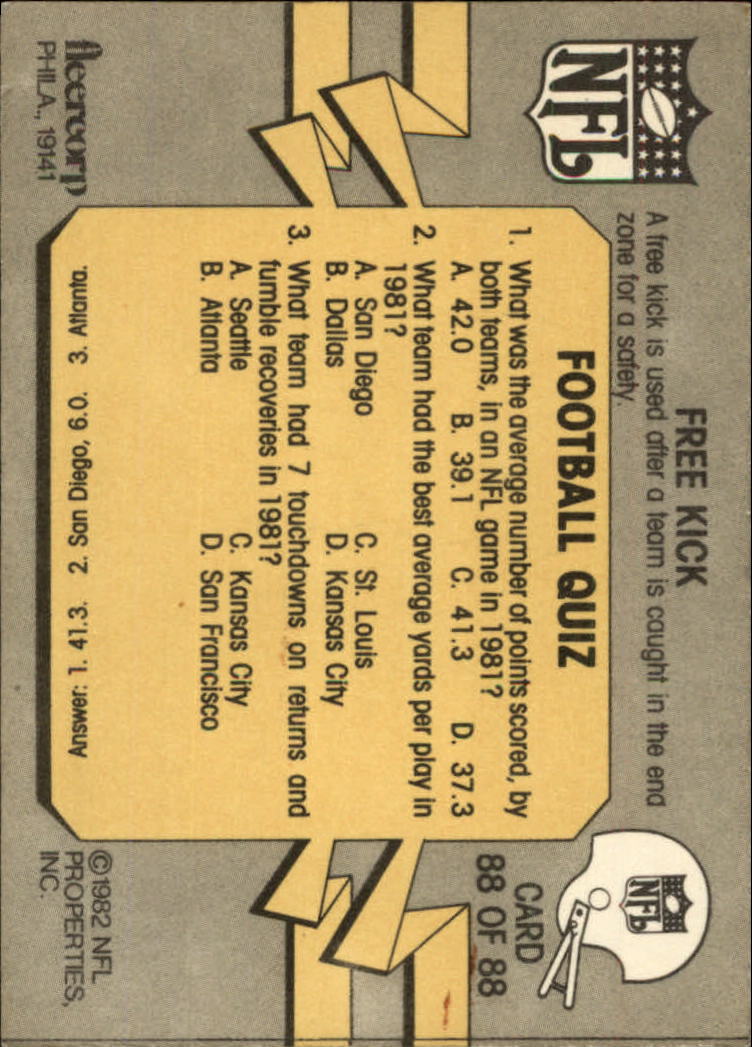 NFL
FREE KICK
A free kick is used after a team is caught in the end
zone for a safety.
NFL
CARD
88 OF 88
FOOTBALL QUIZ
1. What was the average number of points scored, by
both teams, in an NFL game in 1981?
A. 42.0 B. 39.1 C. 41.3 D. 37.3
2. What team had the best average yards per play in
1981?
A. San Diego C. St. Louis
B. Dallas D. Kansas City
3. What team had 7 touchdowns on returns and
fumble recoveries in 1981?
A. Seattle C. Kansas City
B. Atlanta D. San Francisco
Answer: 1. 41.3. 2. San Diego, 6.0. 3. Atlanta.
fleercorp
PHILA., 19141
©1982 NFL
PROPERTIES,
INC.